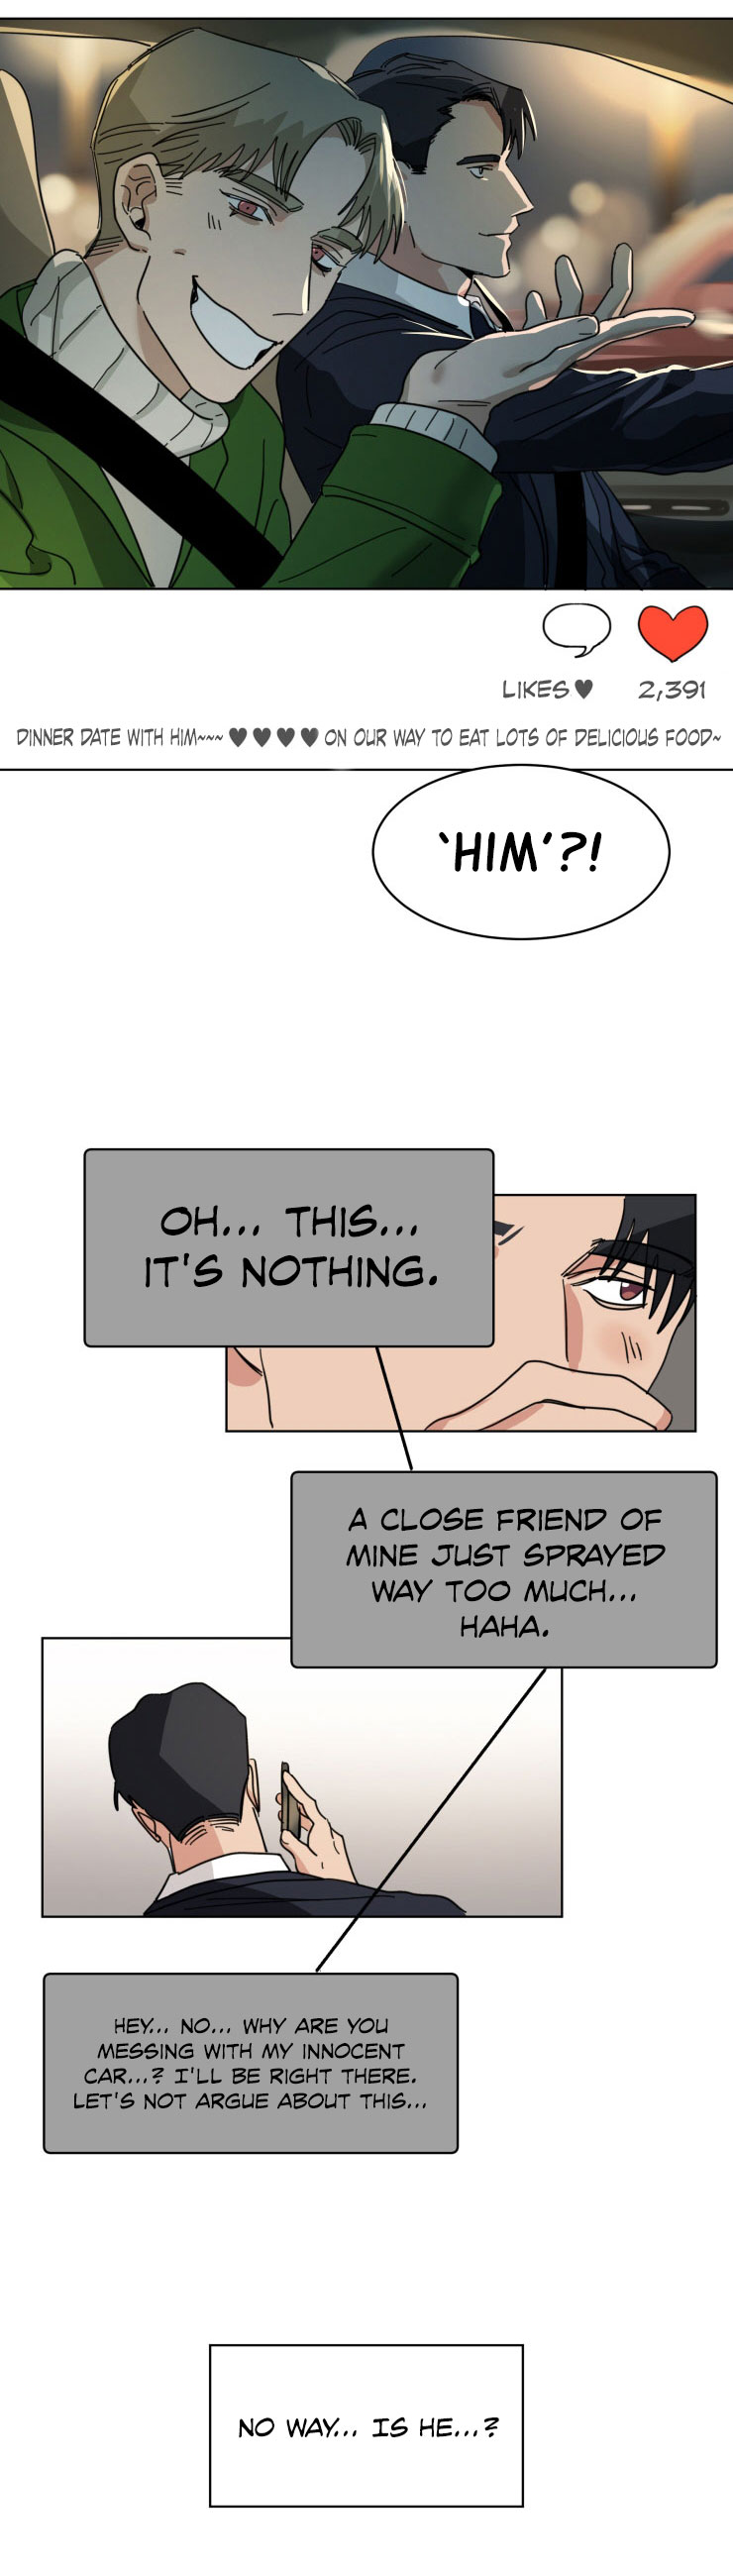 LIKES♥ 2,391
DINNER DATE WITH HIM~~~ ♥♥♥♥ ON OUR WAY TO EAT LOTS OF DELICIOUS FOOD~
'HIM'?!
OH... THIS...
IT'S NOTHING.
A CLOSE FRIEND OF
MINE JUST SPRAYED
WAY TOO MUCH...
HAHA.
HEY... NO... WHY ARE YOU
MESSING WITH MY INNOCENT
CAR...? I'LL BE RIGHT THERE.
LET'S NOT ARGUE ABOUT THIS...
NO WAY... IS HE...?